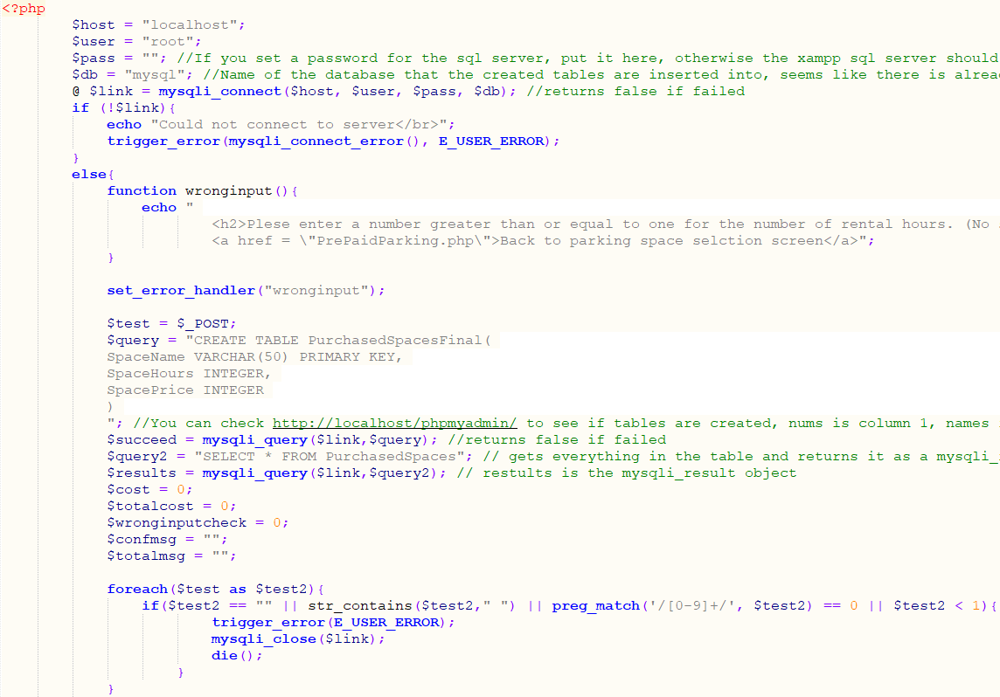 <?php
$host = "localhost";
$user = "root";
$pass = ""; //If you set a password for the sql server, put it here, otherwise the xampp sql server should
$db = "mysql"; //Name of the database that the created tables are inserted into, seems like there is
@ $link = mysqli_connect($host, $user, $pass, $db); //returns false if failed
if (!$link){
echo "Could not connect to server</br>";
trigger_error(mysqli_connect_error(), E_USER_ERROR);
}
else{
function wronginput(){
echo "
<h2>Plese enter a number greater than or equal to one for the number of rental hours. (No
<a href = \"PrePaidParking.php\">Back to parking space selction screen</a>";
}
set_error_handler("wronginput");
$test = $_POST;
$query = "CREATE TABLE PurchasedSpacesFinal(
SpaceName VARCHAR(50) PRIMARY KEY,
SpaceHours INTEGER,
SpacePrice INTEGER
)
"; //You can check http://localhost/phpmyadmin/ to see if tables are created, nums is column 1, names
$succeed = mysqli_query($link,$query); //returns false if failed
$query2 = "SELECT * FROM PurchasedSpaces"; // gets everything in the table and returns it as a mysqli_
$results = mysqli_query($link,$query2); // restults is the mysqli_result object
$cost = 0;
$totalcost = 0;
$wronginputcheck = 0;
$confmsg = "";
$totalmsg = "";
foreach($test as $test2){
if($test2 == "" || str_contains($test2," ") || preg_match('/[0-9]+/', $test2) == 0 || $test2 < 1){
trigger_error(E_USER_ERROR);
mysqli_close($link);
die();
}
}